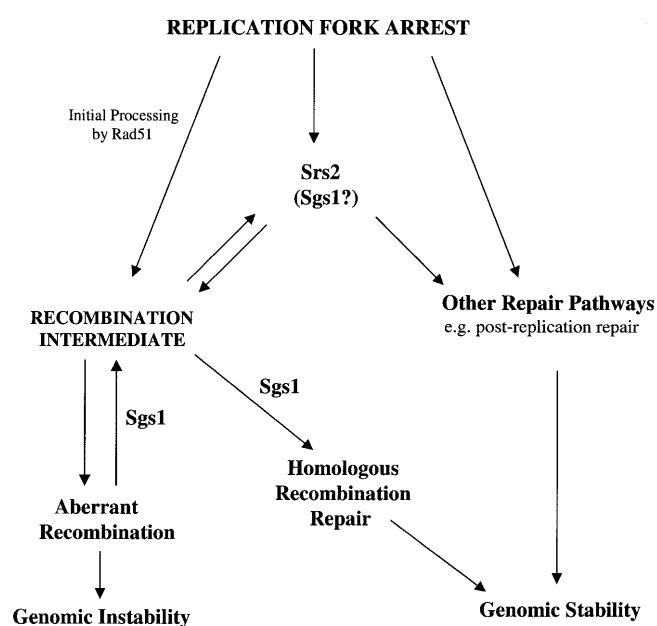 REPLICATION FORK ARREST
Initial Processing
by Rad51
Srs2
(Sgs1?)
RECOMBINATION
INTERMEDIATE
Other Repair Pathways
e.g. post-replication repair
Sgs1
Sgs1
Homologous
Recombination
Repair
Aberrant
Recombination
Genomic Instability
Genomic Stability